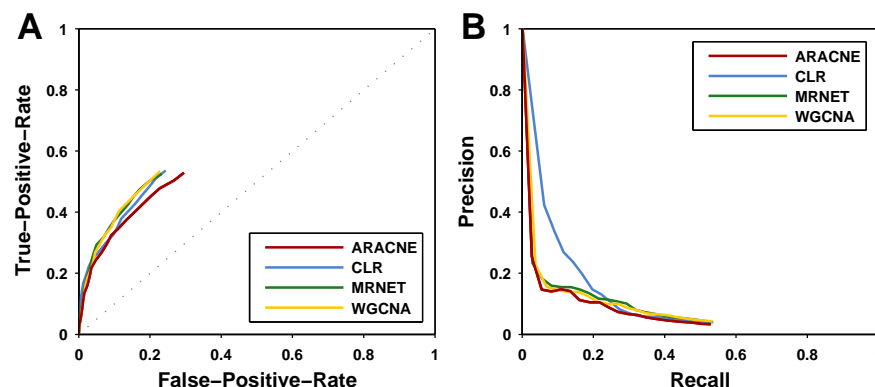 A
True−Positive−Rate
1
0.8
0.6
0.4
0.2
0
0
0.2
0.4
0.6
0.8
1
False−Positive−Rate
ARACNE
CLR
MRNET
WGCNA
B
Precision
1
0.8
0.6
0.4
0.2
0
0
0.2
0.4
0.6
0.8
Recall
ARACNE
CLR
MRNET
WGCNA